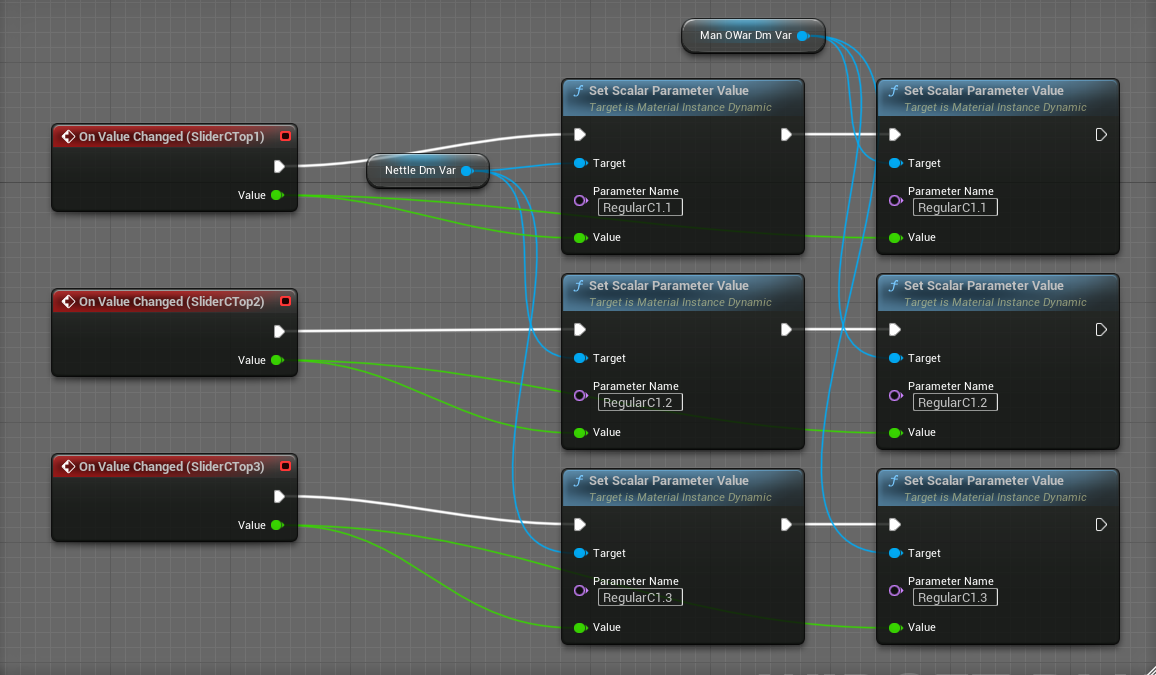 Man OWar Dm Var
Set Scalar Parameter Value
Target is Material Instance Dynamic
Target
Parameter Name
RegularC1.1
Value
Set Scalar Parameter Value
Target is Material Instance Dynamic
Target
Parameter Name
RegularC1.1
Value
On Value Changed (SliderCTop1)
Value
Nettle Dm Var
On Value Changed (SliderCTop2)
Value
Set Scalar Parameter Value
Target is Material Instance Dynamic
Target
Parameter Name
RegularC1.2
Value
Set Scalar Parameter Value
Target is Material Instance Dynamic
Target
Parameter Name
RegularC1.2
Value
On Value Changed (SliderCTop3)
Value
Set Scalar Parameter Value
Target is Material Instance Dynamic
Target
Parameter Name
RegularC1.3
Value
Set Scalar Parameter Value
Target is Material Instance Dynamic
Target
Parameter Name
RegularC1.3
Value